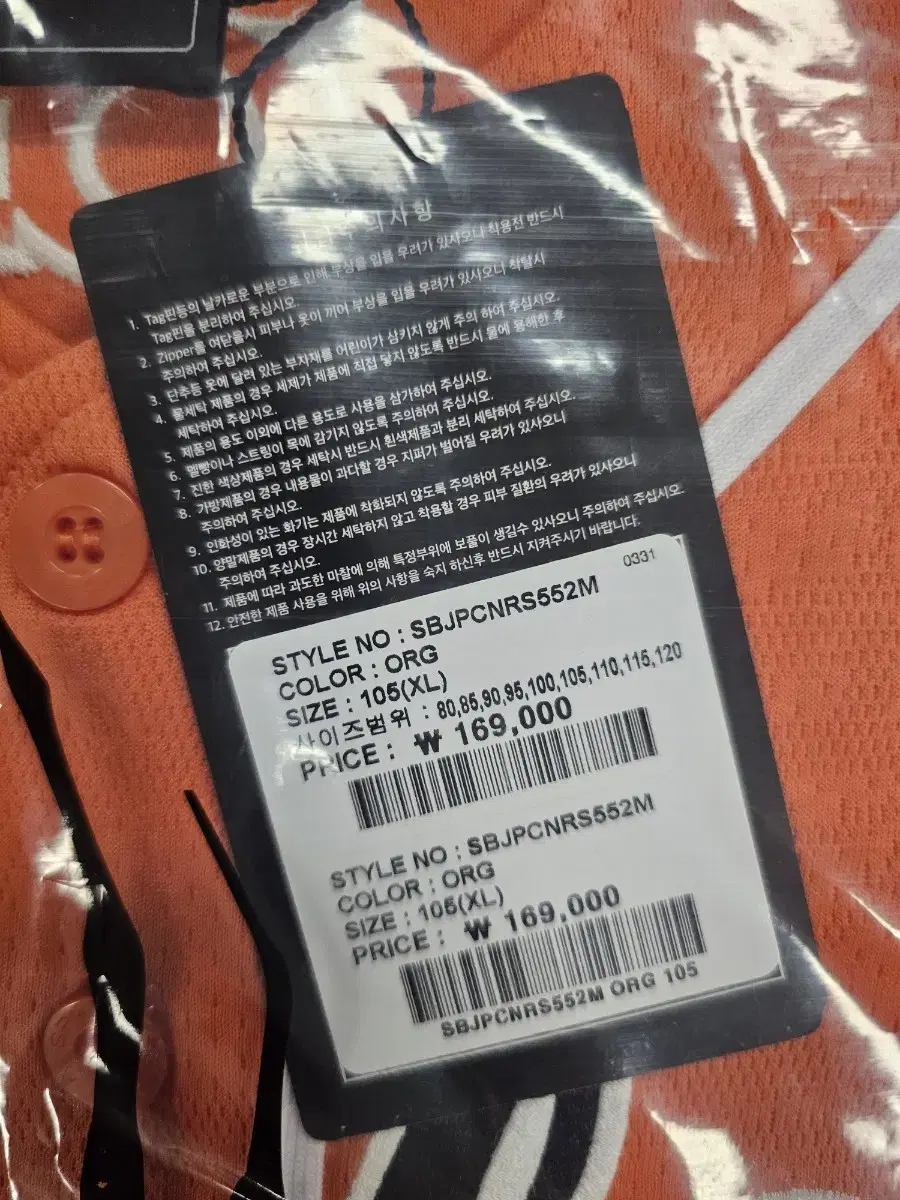 의사항
1. Tag핀등의 날카로운 부분으로 인해 부상을 입을 우려가 있사오니 착용전 반드시
Tag핀을 분리하여 주십시오.
2. Zipper를 여닫을시 피부나 옷이 끼어 부상을 입을 우려가 있사오니 착탈시
주의하여 주십시오.
3. 단추등 옷에 달러 있는 부자재를 어린이가 삼키지 않게 주의 하여 주십시오.
4. 물세탁 제품의 경우 세제가 제품에 직접 닿지 않도록 반드시 물에 용해한 후
세탁하여 주십시오.
5. 제품의 용도 이외에 다른 용도로 사용을 삼가하여 주십시오.
6. 멜빵이나 스트링이 목에 감기지 않도록 주의하여 주십시오.
7. 진한 색상제품의 경우 세탁시 반드시 흰색제품과 분리 세탁하여 주십시오.
8. 가방제품의 경우 내용물이 과다할 경우 지퍼가 벌어질 우려가 있사오니
주의하여 주십시오.
9. 인화성이 있는 화기는 제품에 착화되지 않도록 주의하여 주십시오.
10. 양말제품의 경우 장시간 세탁하지 않고 착용할 경우 피부 질환의 우려가 있사오니
주의하여 주십시오.
11. 제품에 따라 과도한 마찰에 의해 특정부위에 보풀이 생길수 있사오니 주의하여 주십시오.
12. 안전한 제품 사용을 위해 위의 사항을 숙지 하신후 반드시 지켜주시기 바랍니다.
0331
STYLE NO : SBJPCNRS552M
COLOR : ORG
SIZE : 105(XL)
사이즈범위 : 80,85,90,95,100,105,110,115,120
PRICE : ₩ 169,000
STYLE NO : SBJPCNRS552M
COLOR : ORG
SIZE : 105(XL)
PRICE : ₩ 169,000
SBJPCNRS552M ORG 105